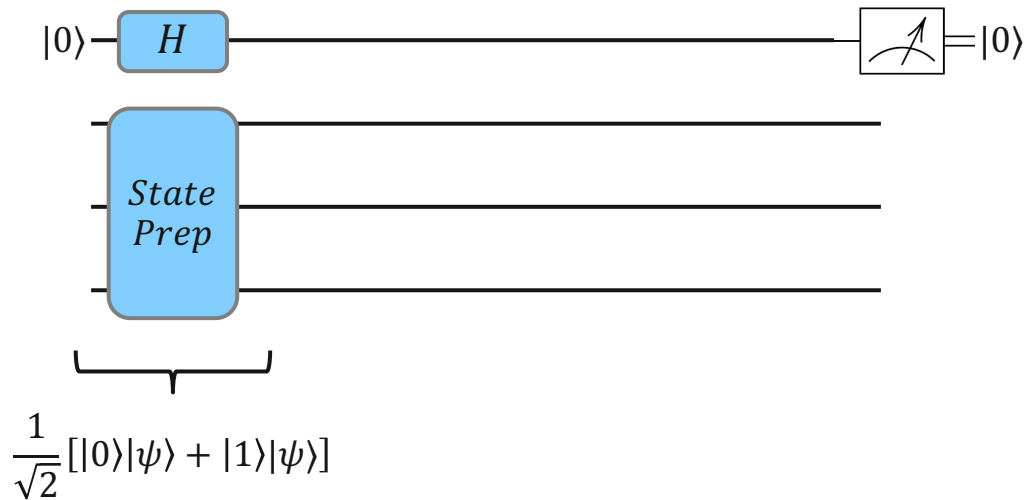 |0⟩ H |0⟩
State
Prep
1/√2 [|0⟩|ψ⟩ + |1⟩|ψ⟩]